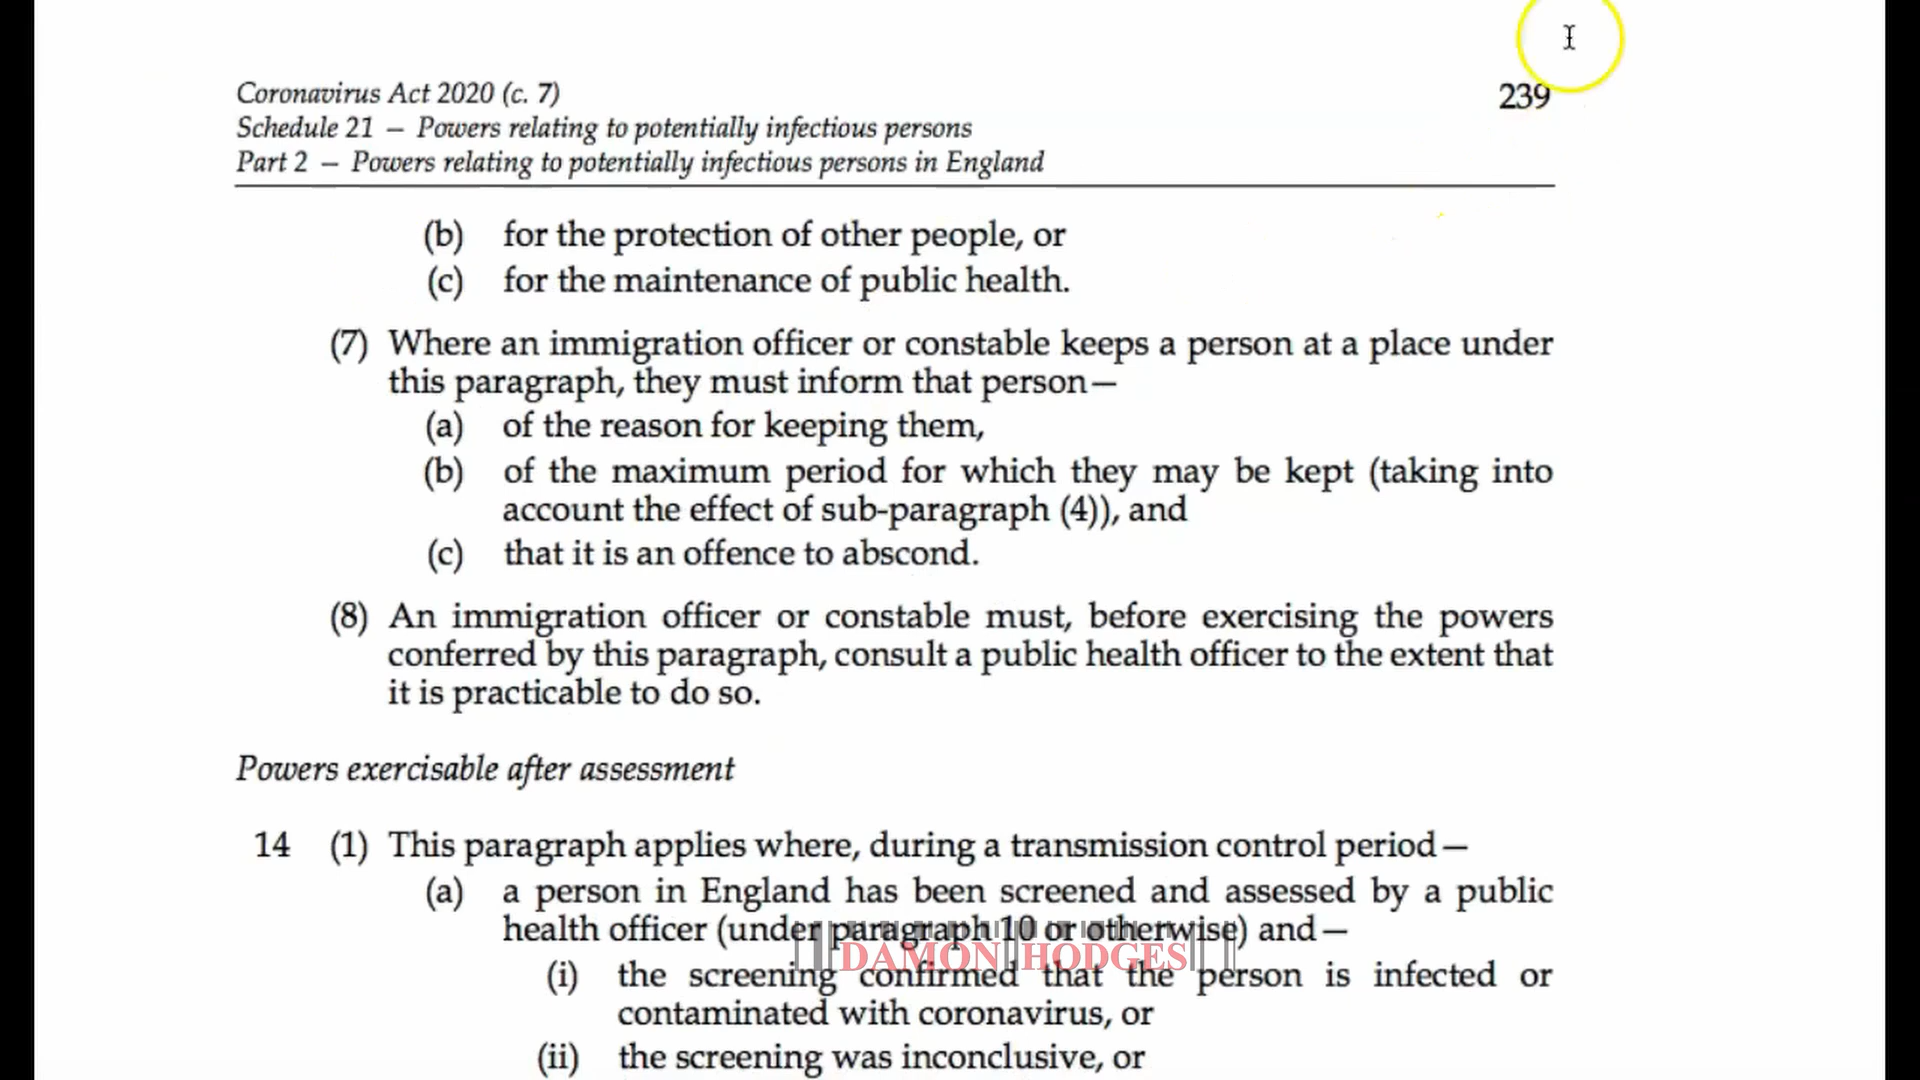 Coronavirus Act 2020 (c. 7)
239
Schedule 21 — Powers relating to potentially infectious persons
Part 2 — Powers relating to potentially infectious persons in England
(b) for the protection of other people, or
(c) for the maintenance of public health.
(7) Where an immigration officer or constable keeps a person at a place under
this paragraph, they must inform that person—
(a) of the reason for keeping them,
(b) of the maximum period for which they may be kept (taking into
account the effect of sub-paragraph (4)), and
(c) that it is an offence to abscond.
(8) An immigration officer or constable must, before exercising the powers
conferred by this paragraph, consult a public health officer to the extent that
it is practicable to do so.
Powers exercisable after assessment
14 (1) This paragraph applies where, during a transmission control period—
(a) a person in England has been screened and assessed by a public
health officer (under paragraph 10 or otherwise) and—
DAMON HODGES
(i) the screening confirmed that the person is infected or
contaminated with coronavirus, or
(ii) the screening was inconclusive, or